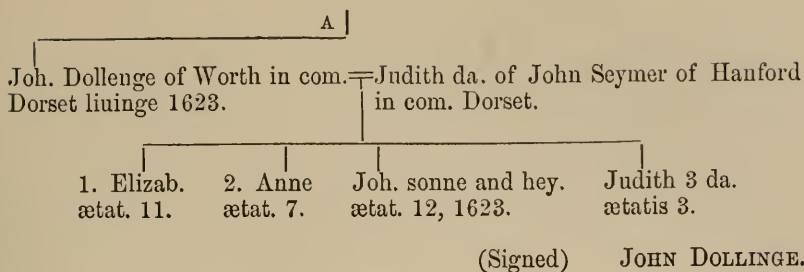 A
Joh. Dollenge of Worth in com. = Judith da. of John Seymer of Hanford
Dorset liuinge 1623. in com. Dorset.
1. Elizab. 2. Anne Joh. sonne and hey. Judith 3 da.
ætat. 11. ætat. 7. ætat. 12, 1623. ætatis 3.
(Signed) JOHN DOLLINGE.